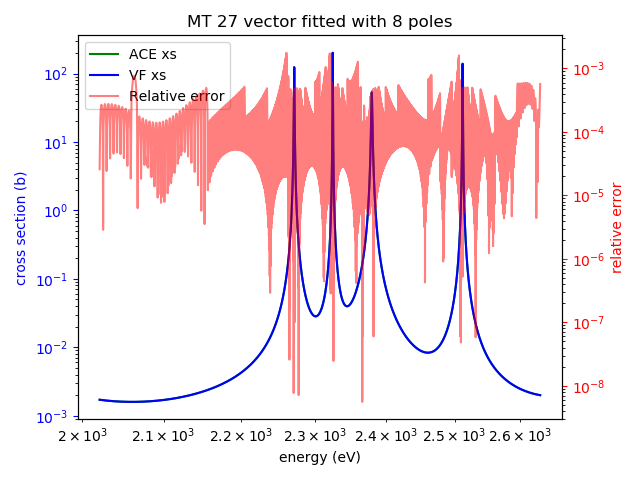 MT 27 vector fitted with 8 poles
ACE xs
VF xs
Relative error
cross section (b)
10²
10¹
10⁰
10⁻¹
10⁻²
10⁻³
10⁻³
10⁻⁴
10⁻⁵
10⁻⁶
10⁻⁷
10⁻⁸
relative error
2 × 10³ 2.1 × 10³ 2.2 × 10³ 2.3 × 10³ 2.4 × 10³ 2.5 × 10³ 2.6 × 10³
energy (eV)